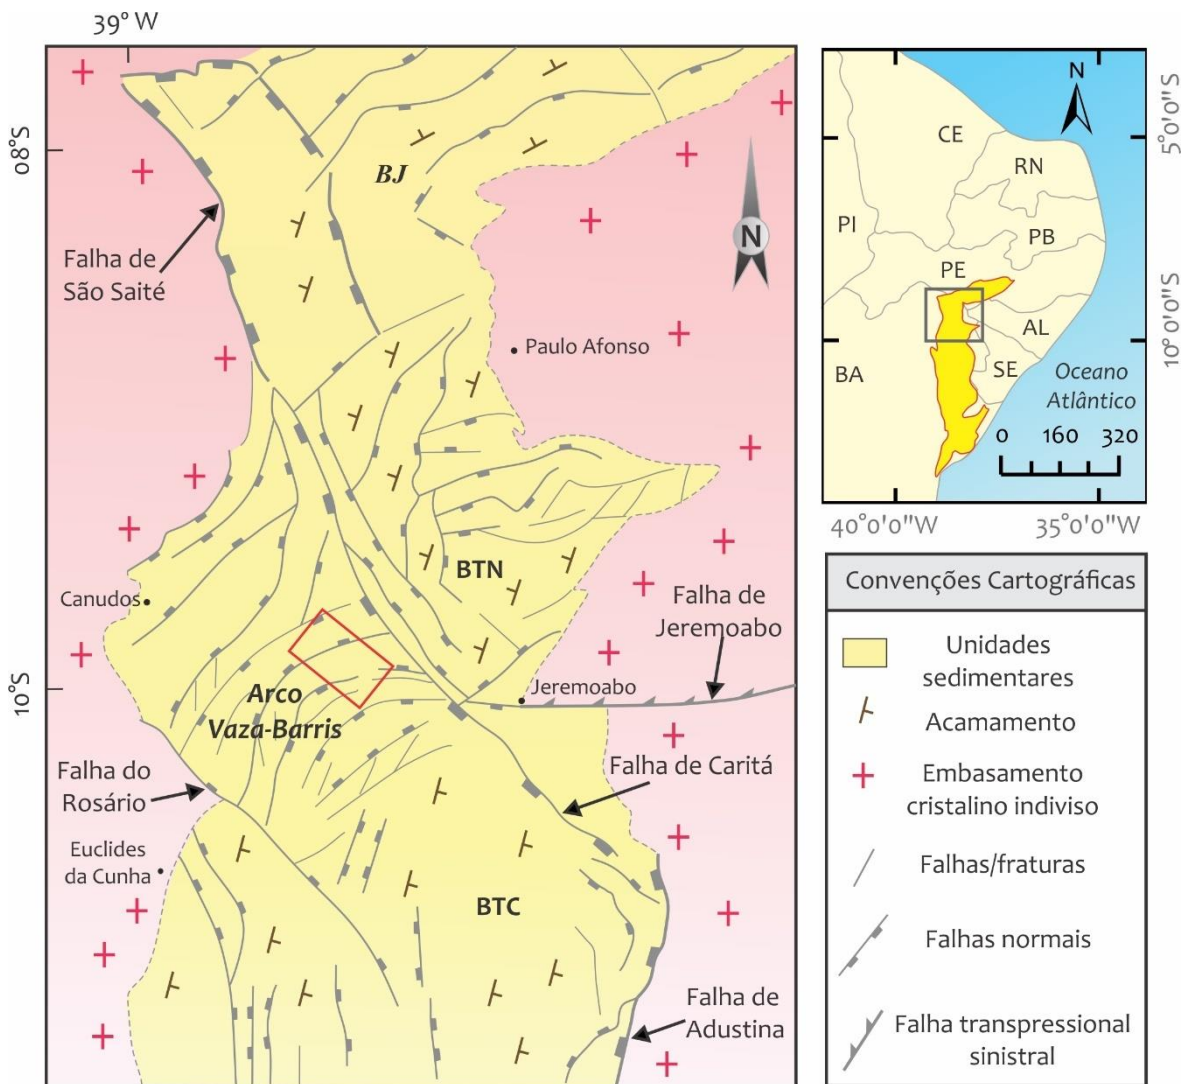 39° W
08°S
10°S
BJ
Falha de
São Saité
Paulo Afonso
BTN
Canudos
Falha de
Jeremoabo
Jeremoabo
Arco
Vaza-Barris
Falha do
Rosário
Falha de Caritá
Euclides
da Cunha
BTC
Falha de
Adustina
N
N
CE
RN
PI
PB
PE
AL
SE
BA
Oceano
Atlântico
0 160 320
5°0'0"S
10°0'0"S
40°0'0"W
35°0'0"W
Convenções Cartográficas
Unidades
sedimentares
Acamamento
Embasamento
cristalino indiviso
Falhas/fraturas
Falhas normais
Falha transpressional
sinistral